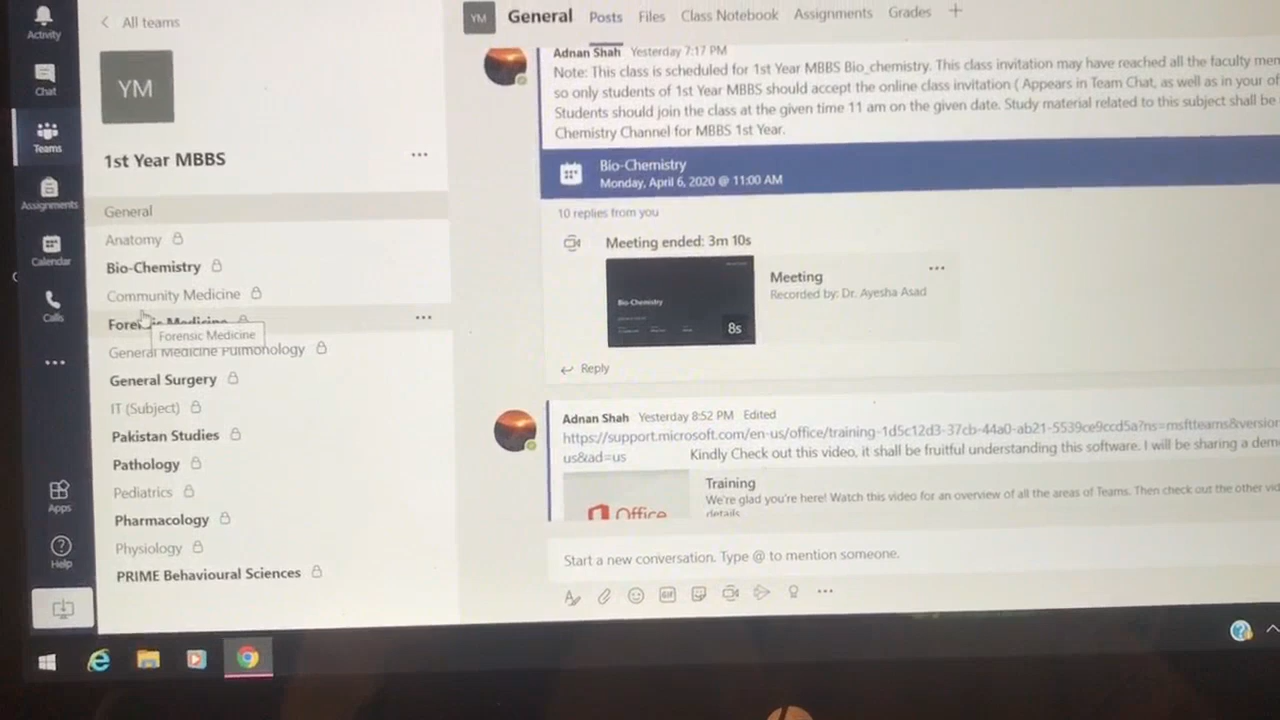 Activity
Chat
Teams
Assignments
Calendar
Calls
Apps
Help
All teams
YM
1st Year MBBS
General
Anatomy
Bio-Chemistry
Community Medicine
Forensic Medicine
Forensic Medicine
General Medicine Pulmonology
General Surgery
IT (Subject)
Pakistan Studies
Pathology
Pediatrics
Pharmacology
Physiology
PRIME Behavioural Sciences
YM General Posts Files Class Notebook Assignments Grades
Adnan Shah Yesterday 7:17 PM
Note: This class is scheduled for 1st Year MBBS Bio_chemistry. This class invitation may have reached all the faculty mem
so only students of 1st Year MBBS should accept the online class invitation ( Appears in Team Chat, as well as in your of
Students should join the class at the given time 11 am on the given date. Study material related to this subject shall be
Chemistry Channel for MBBS 1st Year.
Bio-Chemistry
Monday, April 6, 2020 @ 11:00 AM
10 replies from you
Meeting ended: 3m 10s
Bio-Chemistry
8s
Meeting
Recorded by: Dr. Ayesha Asad
Reply
Adnan Shah Yesterday 8:52 PM Edited
https://support.microsoft.com/en-us/office/training-1d5c12d3-37cb-44a0-ab21-5539ce9ccd5a?ns=msftteams&version
us&ad=us Kindly Check out this video, it shall be fruitful understanding this software. I will be sharing a dem
Office
Training
We're glad you're here! Watch this video for an overview of all the areas of Teams. Then check out the other vid
details
Start a new conversation. Type @ to mention someone.
GIF